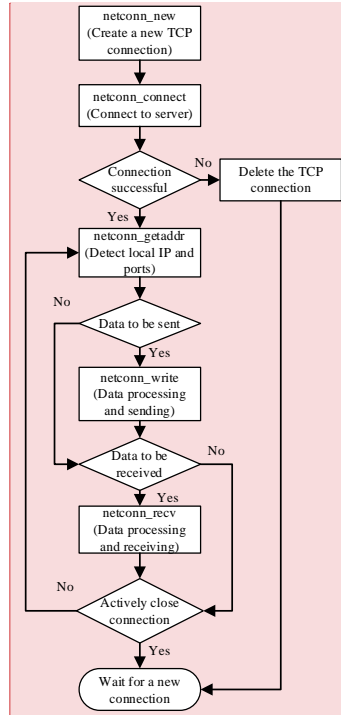 netconn_new
(Create a new TCP
connection)
netconn_connect
(Connect to server)
Connection
successful
No
Delete the TCP
connection
Yes
netconn_getaddr
(Detect local IP and
ports)
No
Data to be sent
Yes
netconn_write
(Data processing
and sending)
Data to be
received
No
Yes
netconn_recv
(Data processing
and receiving)
No
Actively close
connection
Yes
Wait for a new
connection